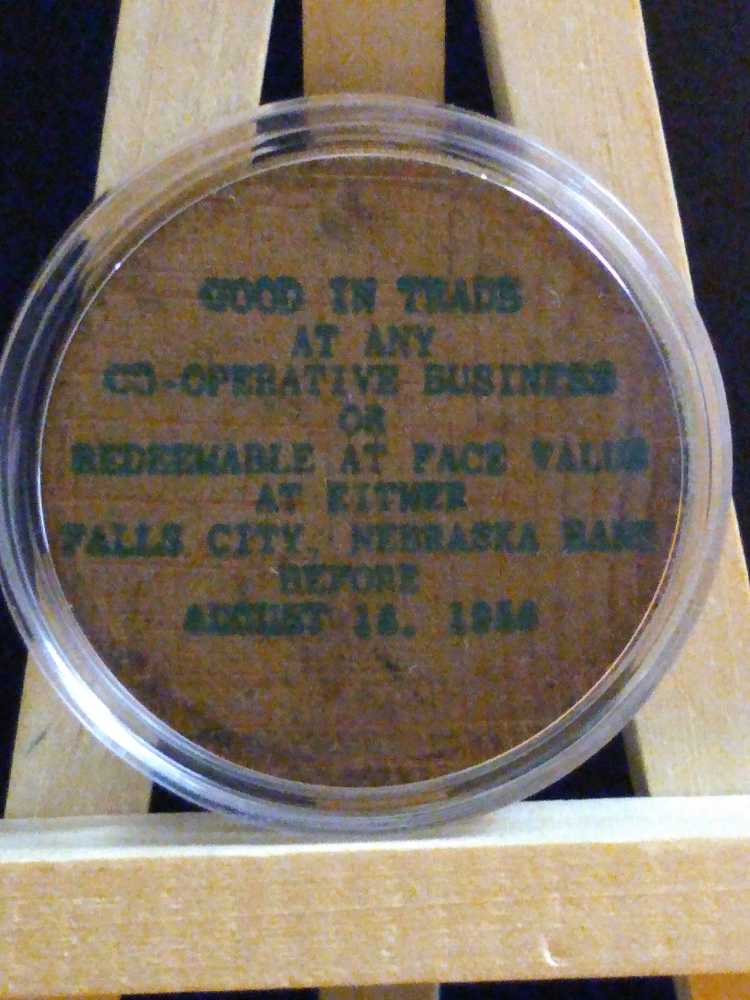 GOOD IN TRADE
AT ANY
CO-OPERATIVE BUSINESS
OR
REDEEMABLE AT FACE VALUE
AT EITHER
FALLS CITY, NEBRASKA BANK
BEFORE
AUGUST